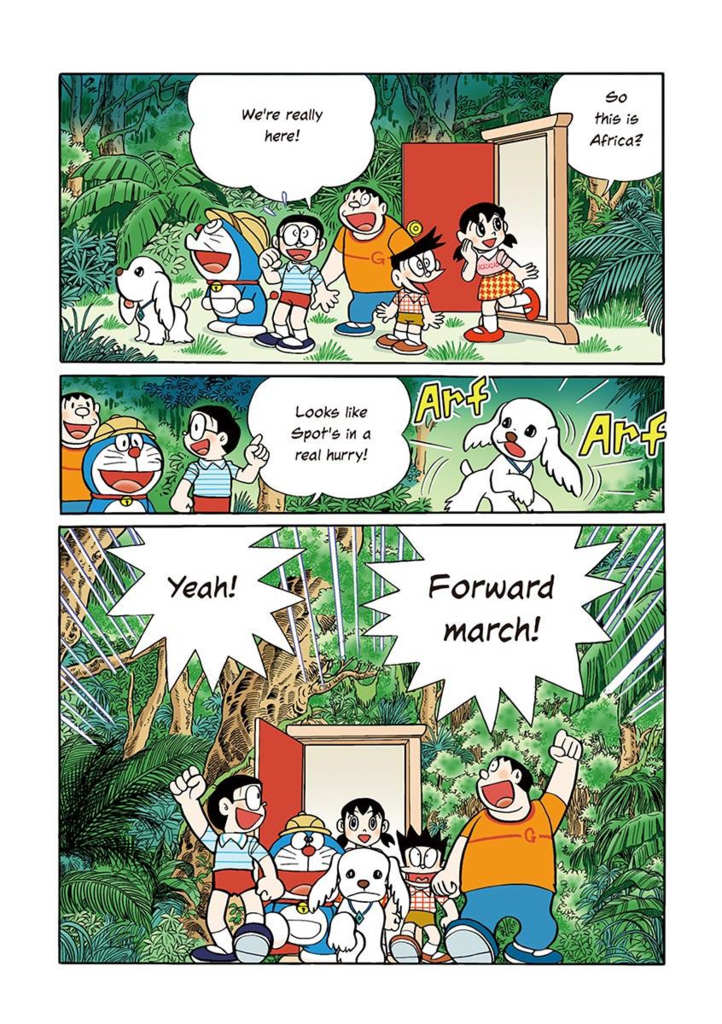 We're really
here!
So
this is
Africa?
G
Looks like
Spot's in a
real hurry!
Arf
Arf
Yeah!
Forward
march!
G